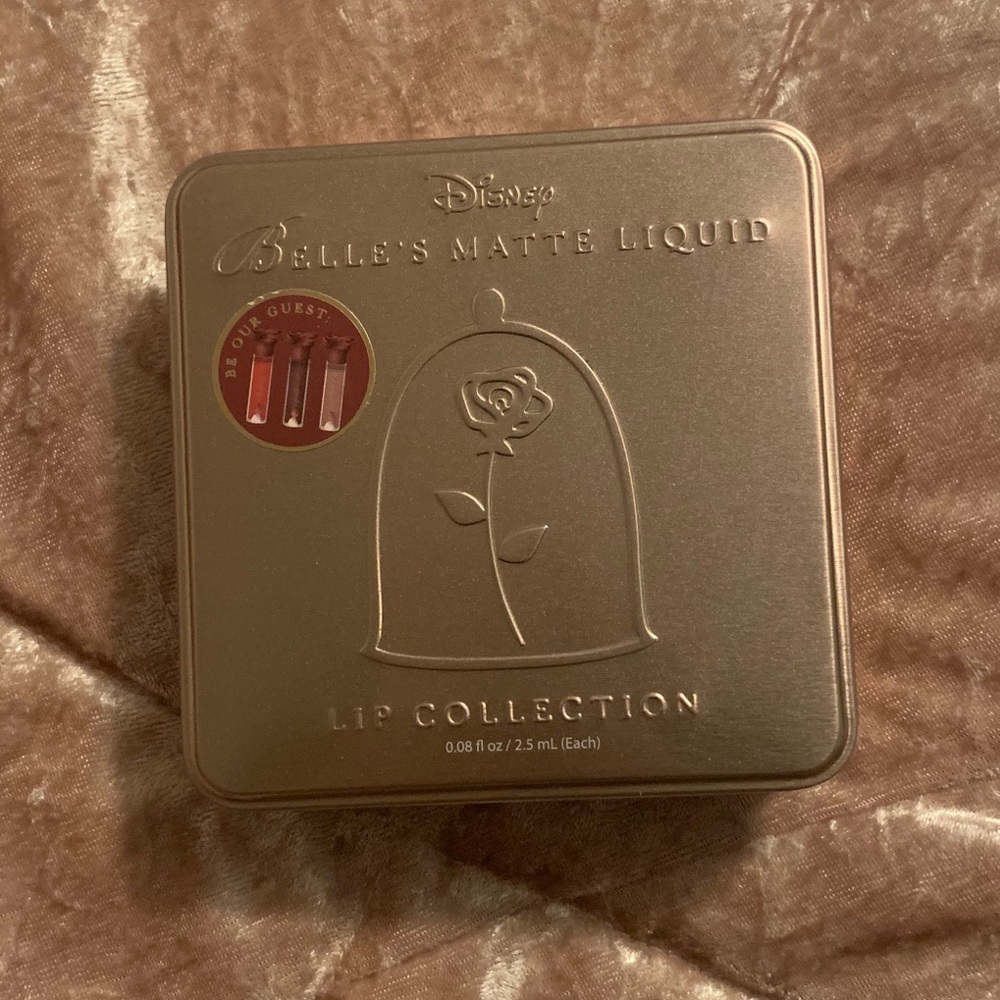 Disney
BELLE'S MATTE LIQUID
BE OUR GUEST:
LIP COLLECTION
0.08 fl oz / 2.5 mL (Each)